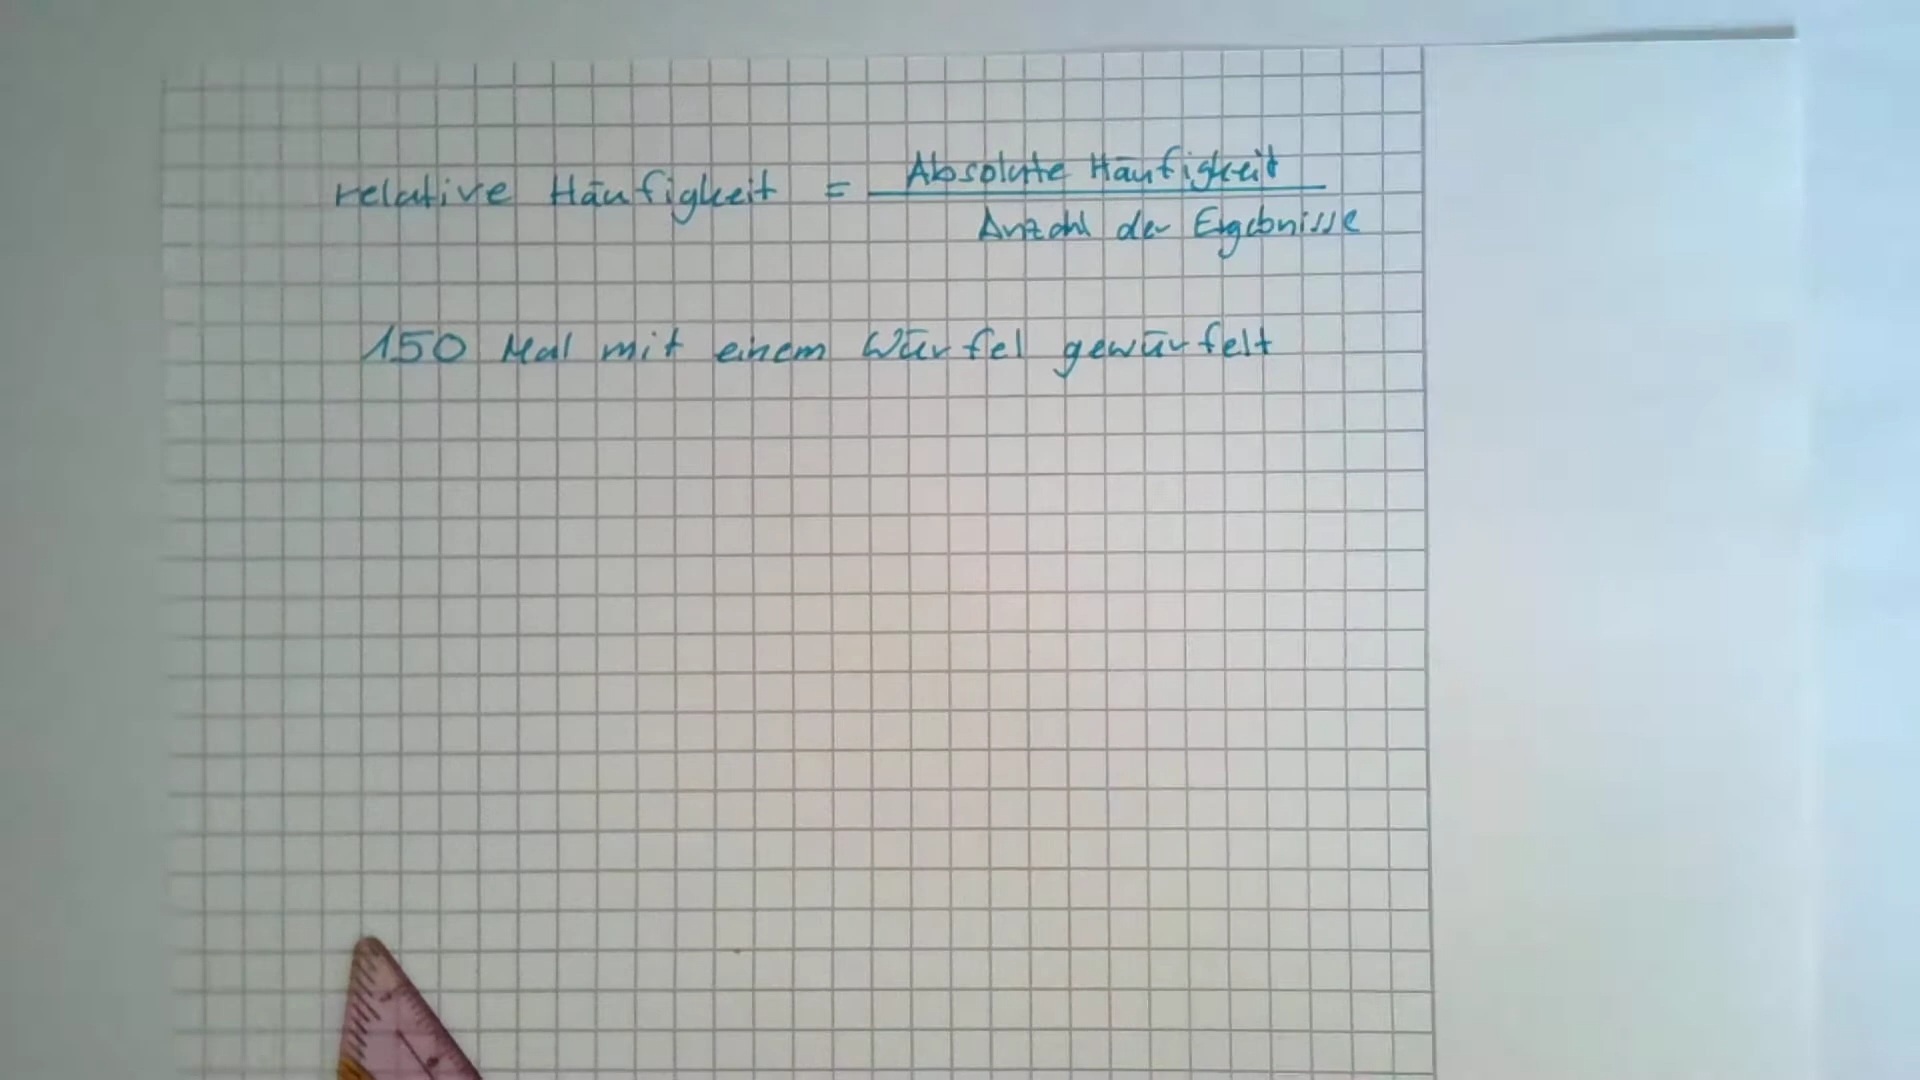 relative Häufigkeit = Absolute Häufigkeit
Anzahl der Ergebnisse
150 Mal mit einem Würfel gewürfelt